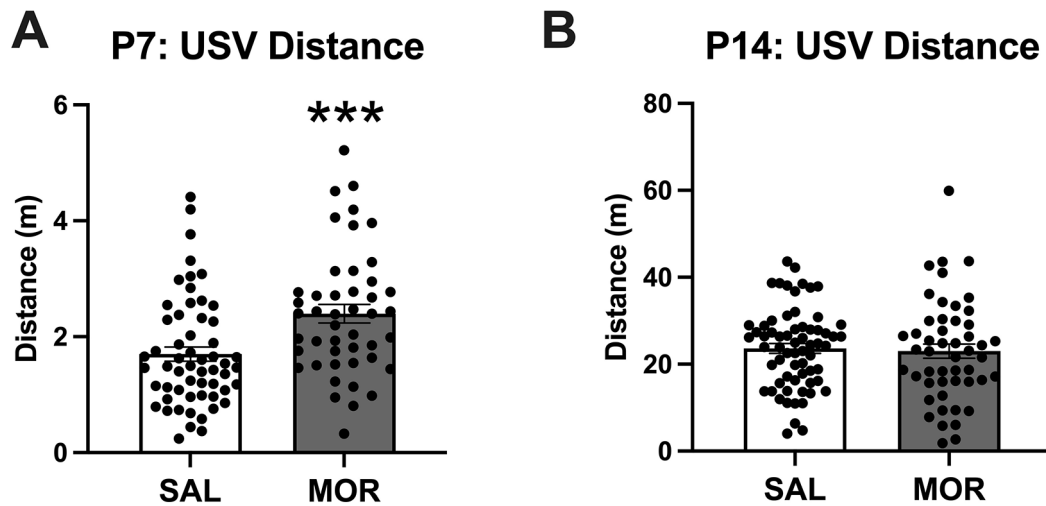 A
P7: USV Distance
***
Distance (m)
6
4
2
0
SAL MOR
B
P14: USV Distance
Distance (m)
80
60
40
20
0
SAL MOR